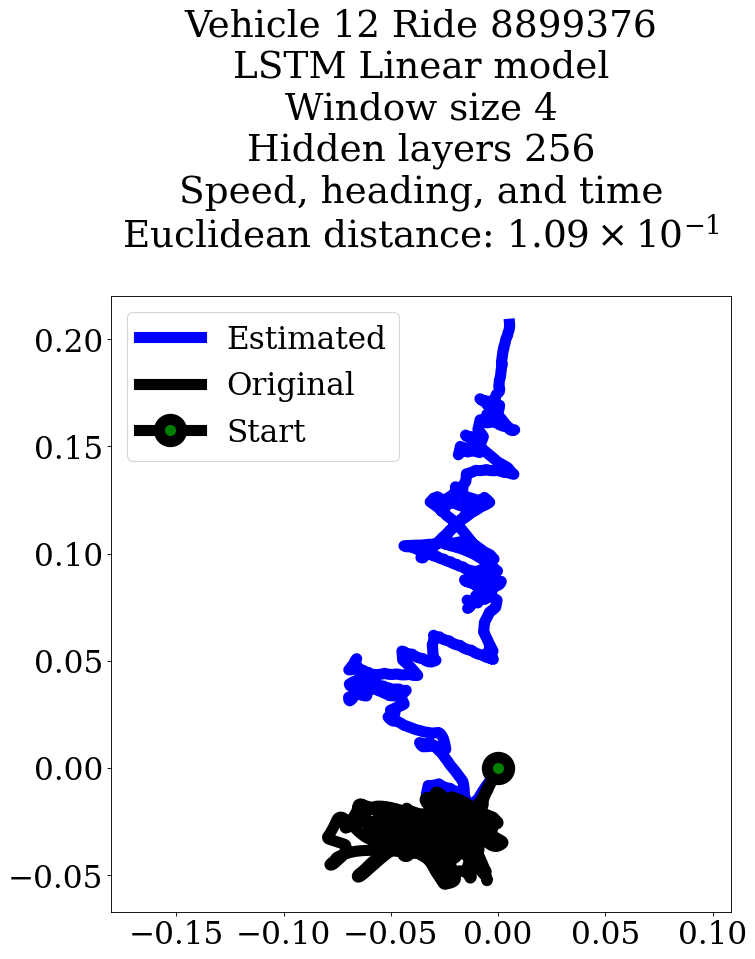 Vehicle 12 Ride 8899376
LSTM Linear model
Window size 4
Hidden layers 256
Speed, heading, and time
Euclidean distance: 1.09 × 10⁻¹
Estimated
Original
Start
0.20
0.15
0.10
0.05
0.00
−0.05
−0.15 −0.10 −0.05 0.00 0.05 0.10